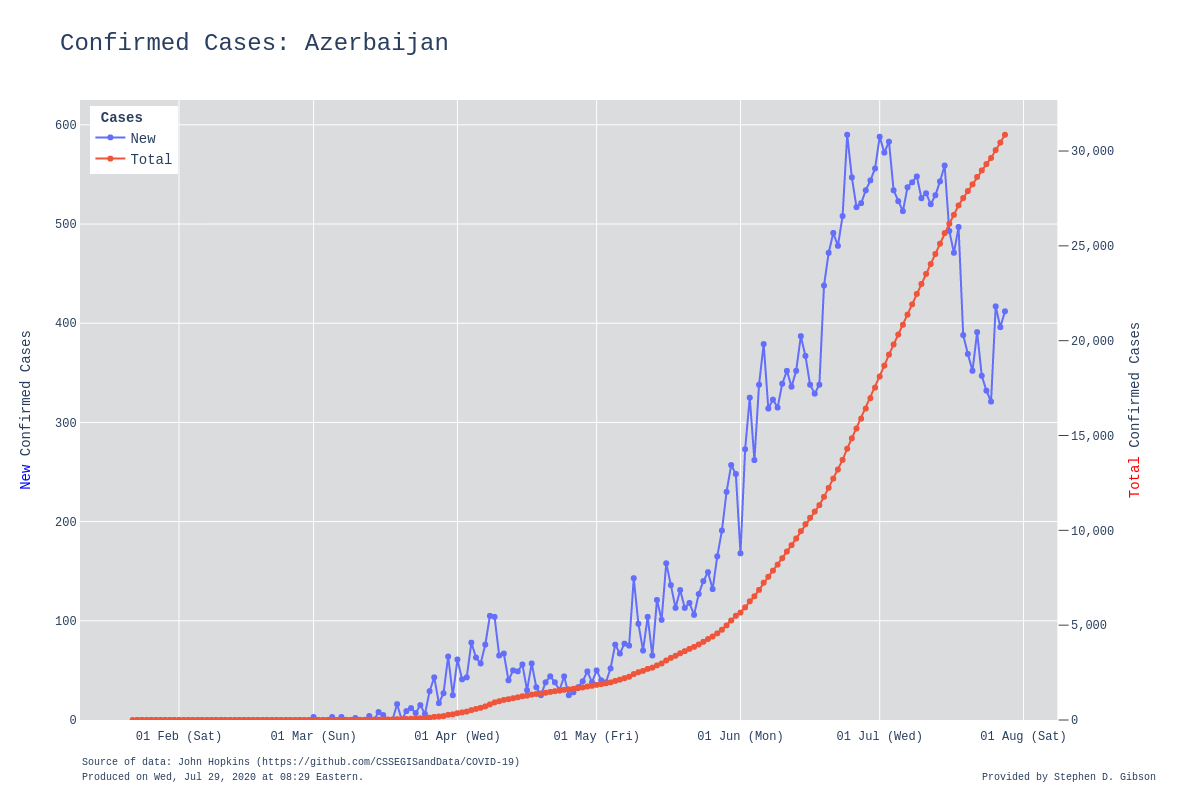 Confirmed Cases: Azerbaijan
Cases
New
Total
600
500
400
300
200
100
0
New Confirmed Cases
30,000
25,000
20,000
15,000
10,000
5,000
0
Total Confirmed Cases
01 Feb (Sat)
01 Mar (Sun)
01 Apr (Wed)
01 May (Fri)
01 Jun (Mon)
01 Jul (Wed)
01 Aug (Sat)
Source of data: John Hopkins (https://github.com/CSSEGISandData/COVID-19)
Produced on Wed, Jul 29, 2020 at 08:29 Eastern.
Provided by Stephen D. Gibson